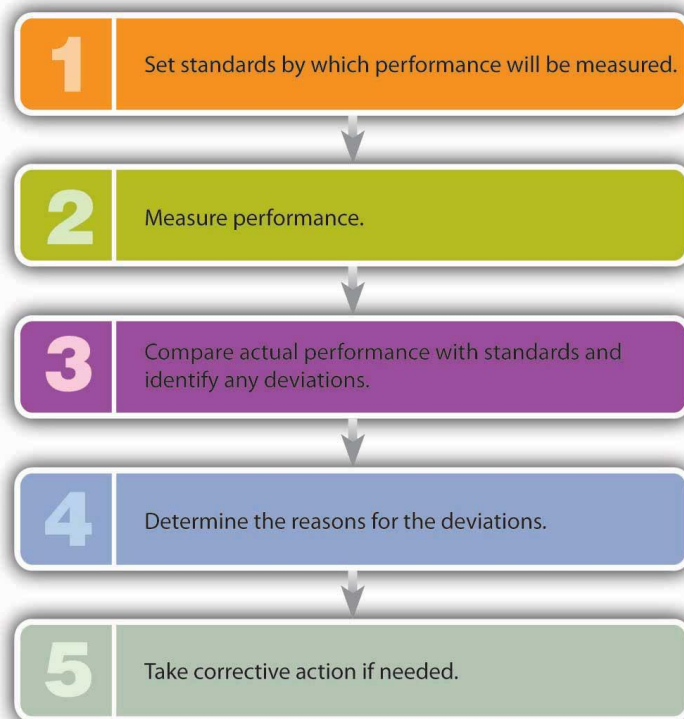 1
Set standards by which performance will be measured.
2
Measure performance.
3
Compare actual performance with standards and
identify any deviations.
4
Determine the reasons for the deviations.
5
Take corrective action if needed.